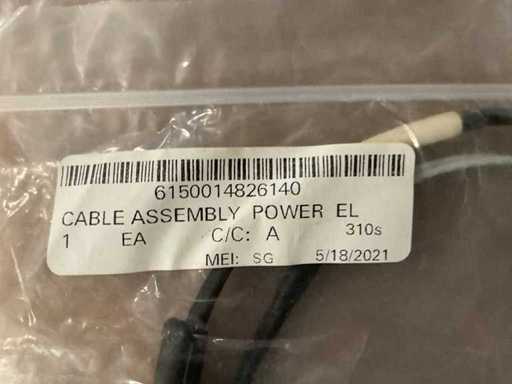 6150014826140
CABLE ASSEMBLY POWER EL
1 EA C/C: A 310s
MEI: SG 5/18/2021